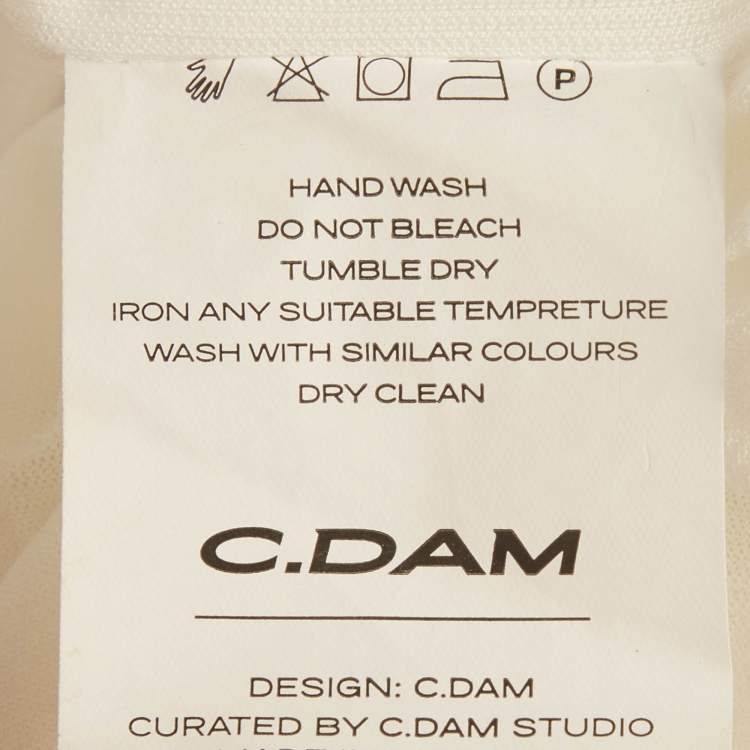 P
HAND WASH
DO NOT BLEACH
TUMBLE DRY
IRON ANY SUITABLE TEMPRETURE
WASH WITH SIMILAR COLOURS
DRY CLEAN
C.DAM
DESIGN: C.DAM
CURATED BY C.DAM STUDIO